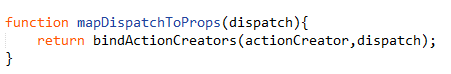 function mapDispatchToProps(dispatch){
    return bindActionCreators(actionCreator,dispatch);
}